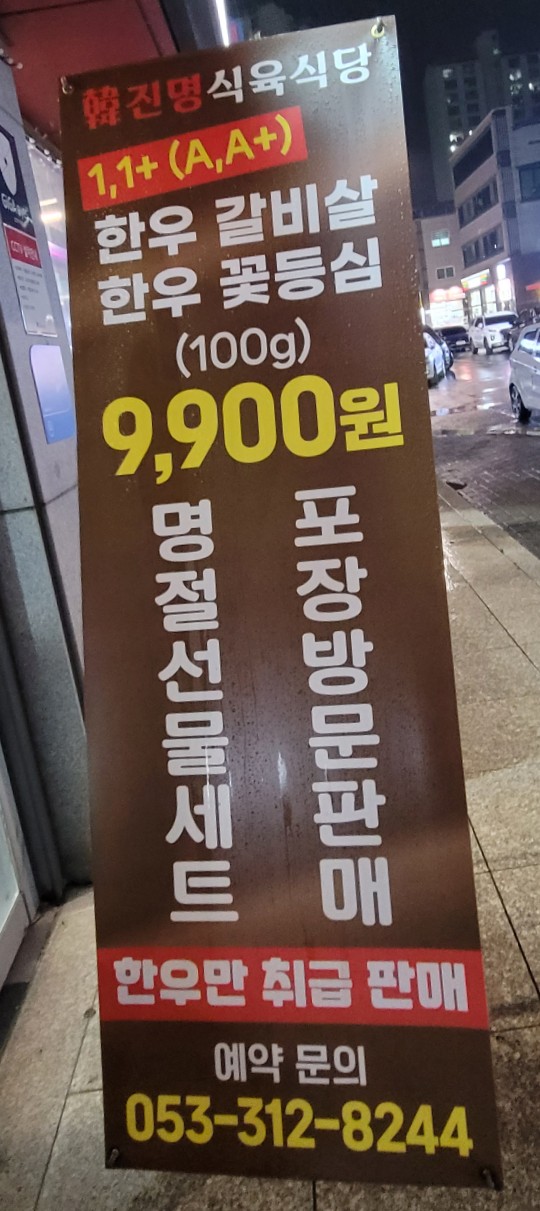 韓진명식육식당
1,1+ (A,A+)
한우 갈비살
한우 꽃등심
(100g)
9,900원
명절선물세트
포장방문판매
한우만 취급 판매
예약 문의
053-312-8244